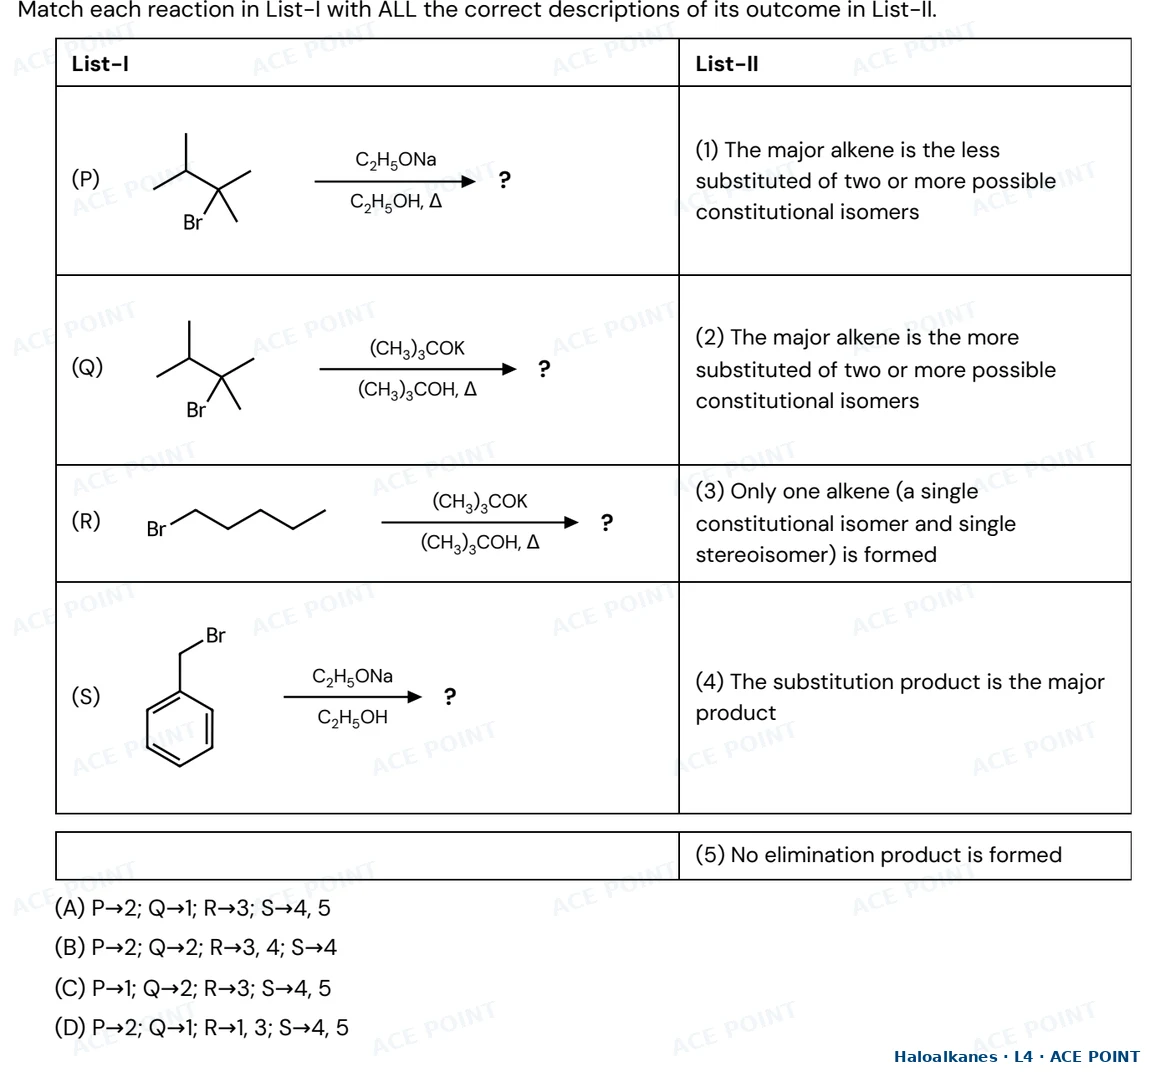 Match each reaction in List-I with ALL the correct descriptions of its outcome in List-II.
List-I
List-II
(P)
Br
C₂H₅ONa
C₂H₅OH, Δ
?
(1) The major alkene is the less
substituted of two or more possible
constitutional isomers
(Q)
Br
(CH₃)₃COK
(CH₃)₃COH, Δ
?
(2) The major alkene is the more
substituted of two or more possible
constitutional isomers
(R)
Br
(CH₃)₃COK
(CH₃)₃COH, Δ
?
(3) Only one alkene (a single
constitutional isomer and single
stereoisomer) is formed
(S)
Br
C₂H₅ONa
C₂H₅OH
?
(4) The substitution product is the major
product
(5) No elimination product is formed
(A) P→2; Q→1; R→3; S→4, 5
(B) P→2; Q→2; R→3, 4; S→4
(C) P→1; Q→2; R→3; S→4, 5
(D) P→2; Q→1; R→1, 3; S→4, 5
Haloalkanes · L4 · ACE POINT
ACE POINT